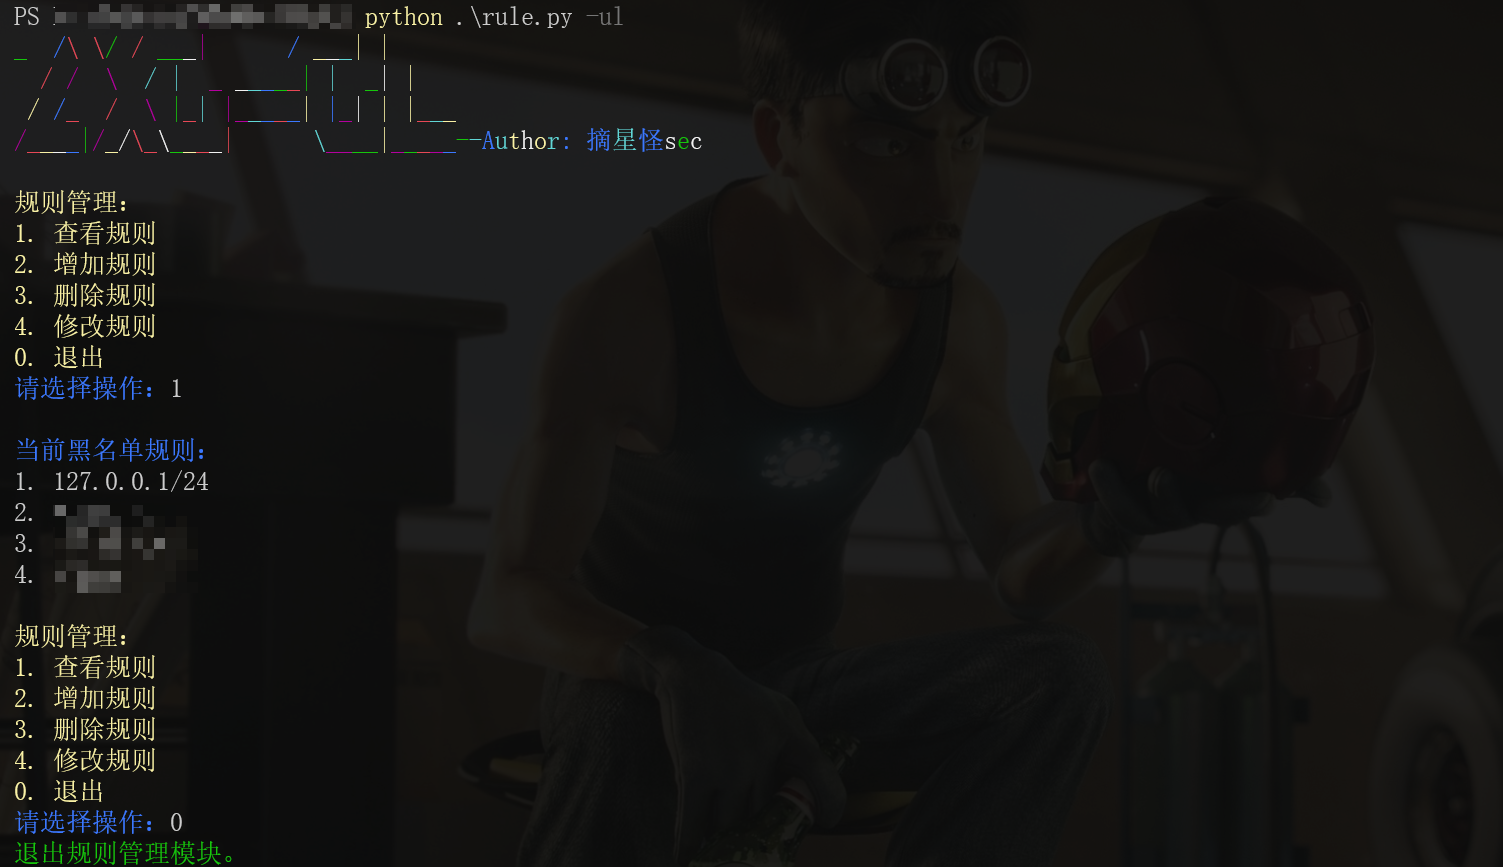 PS python .\rule.py -ul
--Author: 摘星怪sec
规则管理：
1. 查看规则
2. 增加规则
3. 删除规则
4. 修改规则
0. 退出
请选择操作：1
当前黑名单规则：
1. 127.0.0.1/24
2.
3.
4.
规则管理：
1. 查看规则
2. 增加规则
3. 删除规则
4. 修改规则
0. 退出
请选择操作：0
退出规则管理模块。